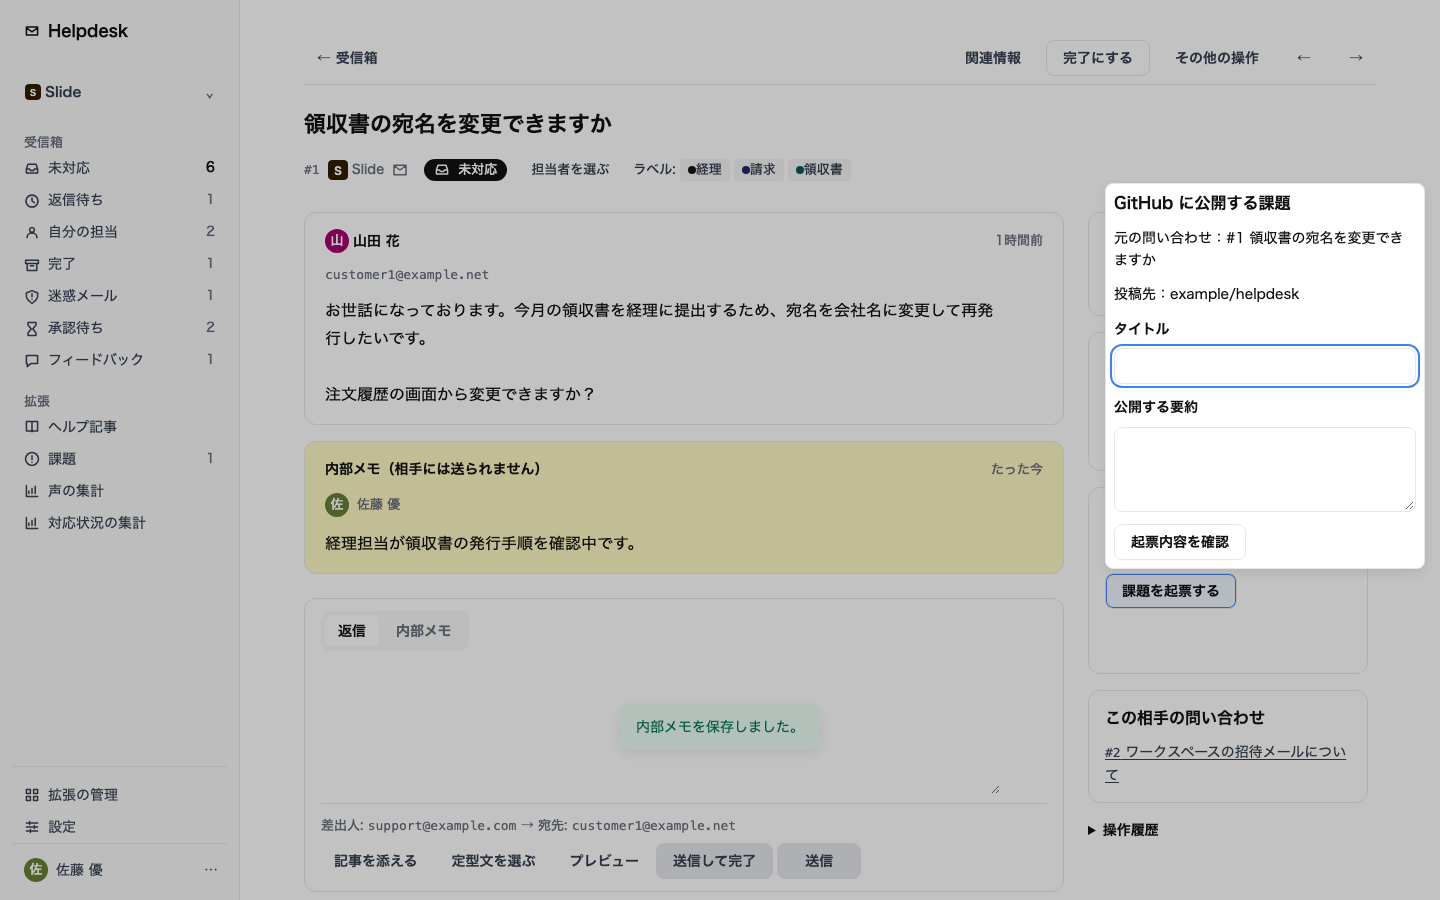 Helpdesk
S Slide
受信箱
未対応 6
返信待ち 1
自分の担当 2
完了 1
迷惑メール 1
承認待ち 2
フィードバック 1
拡張
ヘルプ記事
課題 1
声の集計
対応状況の集計
拡張の管理
設定
佐 佐藤 優 …
← 受信箱
関連情報 完了にする その他の操作 ← →
領収書の宛名を変更できますか
#1 S Slide 未対応 担当者を選ぶ ラベル: 経理 請求 領収書
山 山田 花 1時間前
customer1@example.net
お世話になっております。今月の領収書を経理に提出するため、宛名を会社名に変更して再発
行したいです。
注文履歴の画面から変更できますか？
内部メモ（相手には送られません） たった今
佐 佐藤 優
経理担当が領収書の発行手順を確認中です。
返信 内部メモ
内部メモを保存しました。
差出人: support@example.com → 宛先: customer1@example.net
記事を添える 定型文を選ぶ プレビュー 送信して完了 送信
GitHub に公開する課題
元の問い合わせ：#1 領収書の宛名を変更でき
ますか
投稿先：example/helpdesk
タイトル
公開する要約
起票内容を確認
課題を起票する
この相手の問い合わせ
#2 ワークスペースの招待メールについ
て
▶ 操作履歴